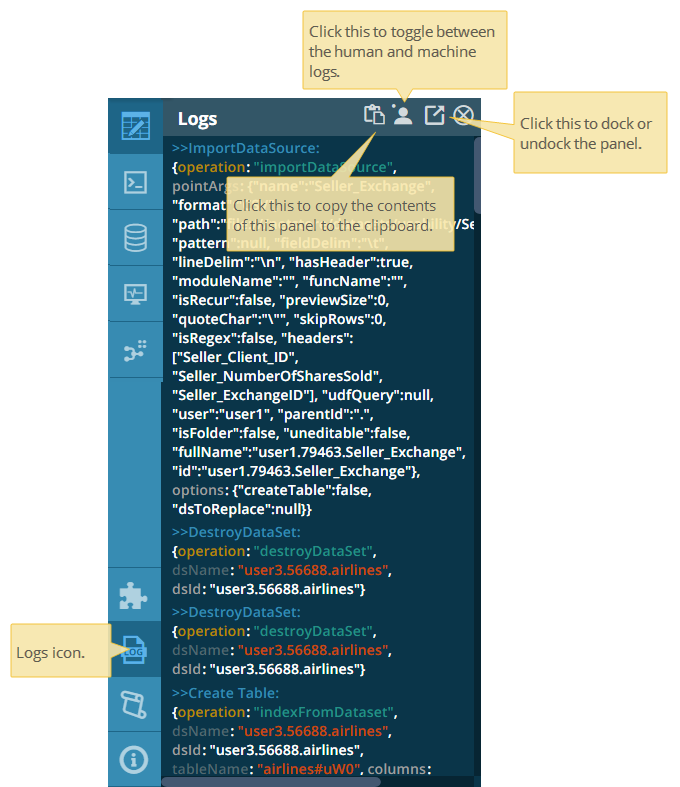 Click this to toggle between
the human and machine
logs.
Logs
Click this to dock or
undock the panel.
>>ImportDataSource:
{operation: "importDataSource",
pointArgs: {"name":"Seller_Exchange",
"format
Click this to copy the contents
of this panel to the clipboard.
"path":
/Se
"pattern":null, "fieldDelim":"\t",
"lineDelim":"\n", "hasHeader":true,
"moduleName":"", "funcName":"",
"isRecur":false, "previewSize":0,
"quoteChar":"\"", "skipRows":0,
"isRegex":false, "headers":
["Seller_Client_ID",
"Seller_NumberOfSharesSold",
"Seller_ExchangeID"], "udfQuery":null,
"user":"user1", "parentId":".",
"isFolder":false, "uneditable":false,
"fullName":"user1.79463.Seller_Exchange",
"id":"user1.79463.Seller_Exchange"},
options: {"createTable":false,
"dsToReplace":null}}
>>DestroyDataSet:
{operation: "destroyDataSet",
dsName: "user3.56688.airlines",
dsId: "user3.56688.airlines"}
>>DestroyDataSet:
{operation: "destroyDataSet",
dsName: "user3.56688.airlines",
dsId: "user3.56688.airlines"}
Logs icon.
LOG
>>Create Table:
{operation: "indexFromDataset",
dsName: "user3.56688.airlines",
dsId: "user3.56688.airlines",
tableName: "airlines#uW0", columns: